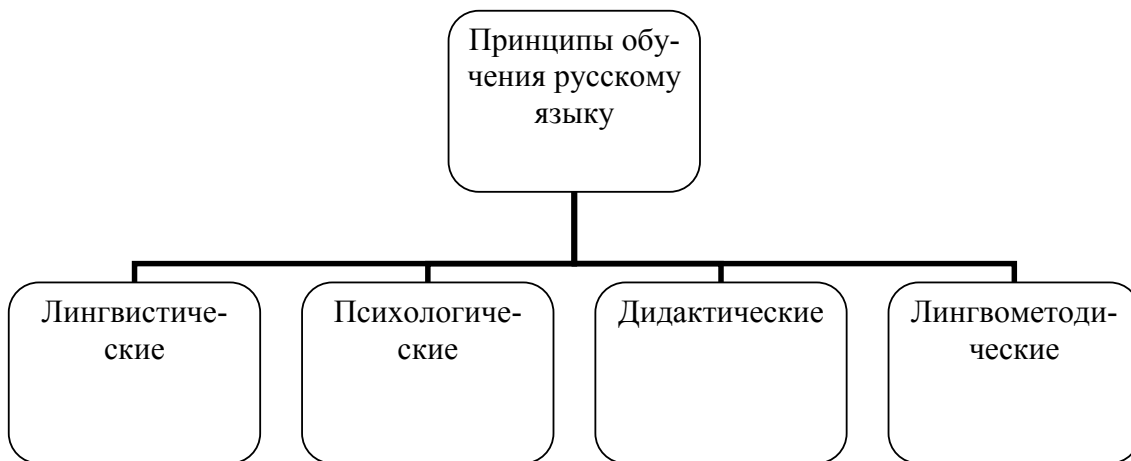 Принципы обу-
чения русскому
языку
Лингвистиче-
ские
Психологиче-
ские
Дидактические
Лингвометоди-
ческие